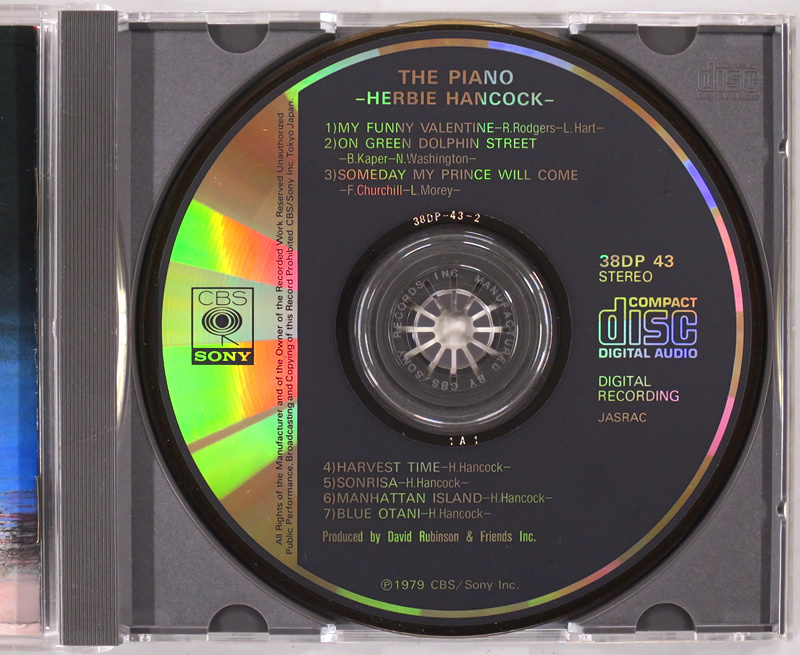 THE PIANO
–HERBIE HANCOCK–
1)MY FUNNY VALENTINE–R.Rodgers–L.Hart–
2)ON GREEN DOLPHIN STREET
–B.Kaper–N.Washington–
3)SOMEDAY MY PRINCE WILL COME
–F.Churchill–L.Morey–
38DP-43-2
38DP 43
STEREO
COMPACT
disc
DIGITAL AUDIO
DIGITAL
RECORDING
JASRAC
CBS
SONY
All Rights of the Manufacturer and of the Owner of the Recorded Work Reserved Unauthorized
Public Performance, Broadcasting and Copying of this Record Prohibited. CBS/Sony Inc. Tokyo Japan.
MANUFACTURED BY CBS/SONY RECORDS INC.
1A1
4)HARVEST TIME–H.Hancock–
5)SONRISA–H.Hancock–
6)MANHATTAN ISLAND–H.Hancock–
7)BLUE OTANI–H.Hancock–
Produced by David Rubinson & Friends Inc.
Ⓟ1979 CBS/Sony Inc.
COMPACT
disc